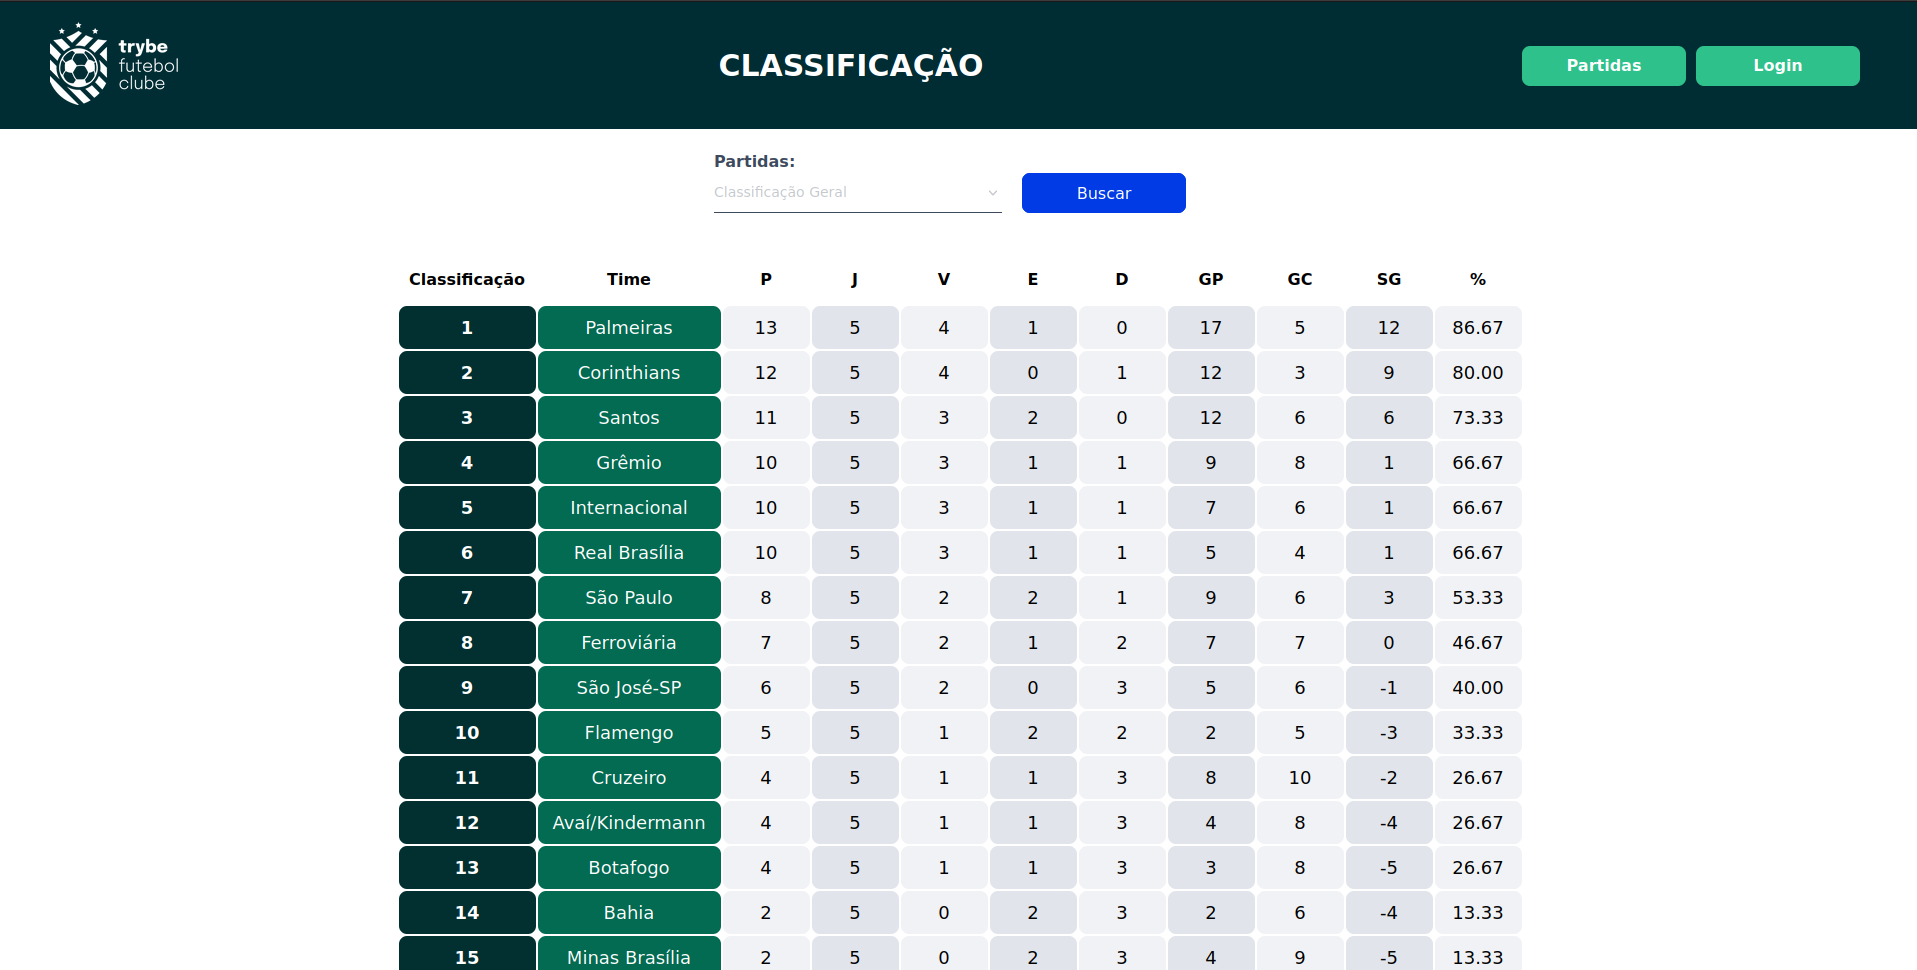 trybe
futebol
clube
CLASSIFICAÇÃO
Partidas
Login
Partidas:
Classificação Geral
Buscar
Classificação Time P J V E D GP GC SG %
1 Palmeiras 13 5 4 1 0 17 5 12 86.67
2 Corinthians 12 5 4 0 1 12 3 9 80.00
3 Santos 11 5 3 2 0 12 6 6 73.33
4 Grêmio 10 5 3 1 1 9 8 1 66.67
5 Internacional 10 5 3 1 1 7 6 1 66.67
6 Real Brasília 10 5 3 1 1 5 4 1 66.67
7 São Paulo 8 5 2 2 1 9 6 3 53.33
8 Ferroviária 7 5 2 1 2 7 7 0 46.67
9 São José-SP 6 5 2 0 3 5 6 -1 40.00
10 Flamengo 5 5 1 2 2 2 5 -3 33.33
11 Cruzeiro 4 5 1 1 3 8 10 -2 26.67
12 Avaí/Kindermann 4 5 1 1 3 4 8 -4 26.67
13 Botafogo 4 5 1 1 3 3 8 -5 26.67
14 Bahia 2 5 0 2 3 2 6 -4 13.33
15 Minas Brasília 2 5 0 2 3 4 9 -5 13.33